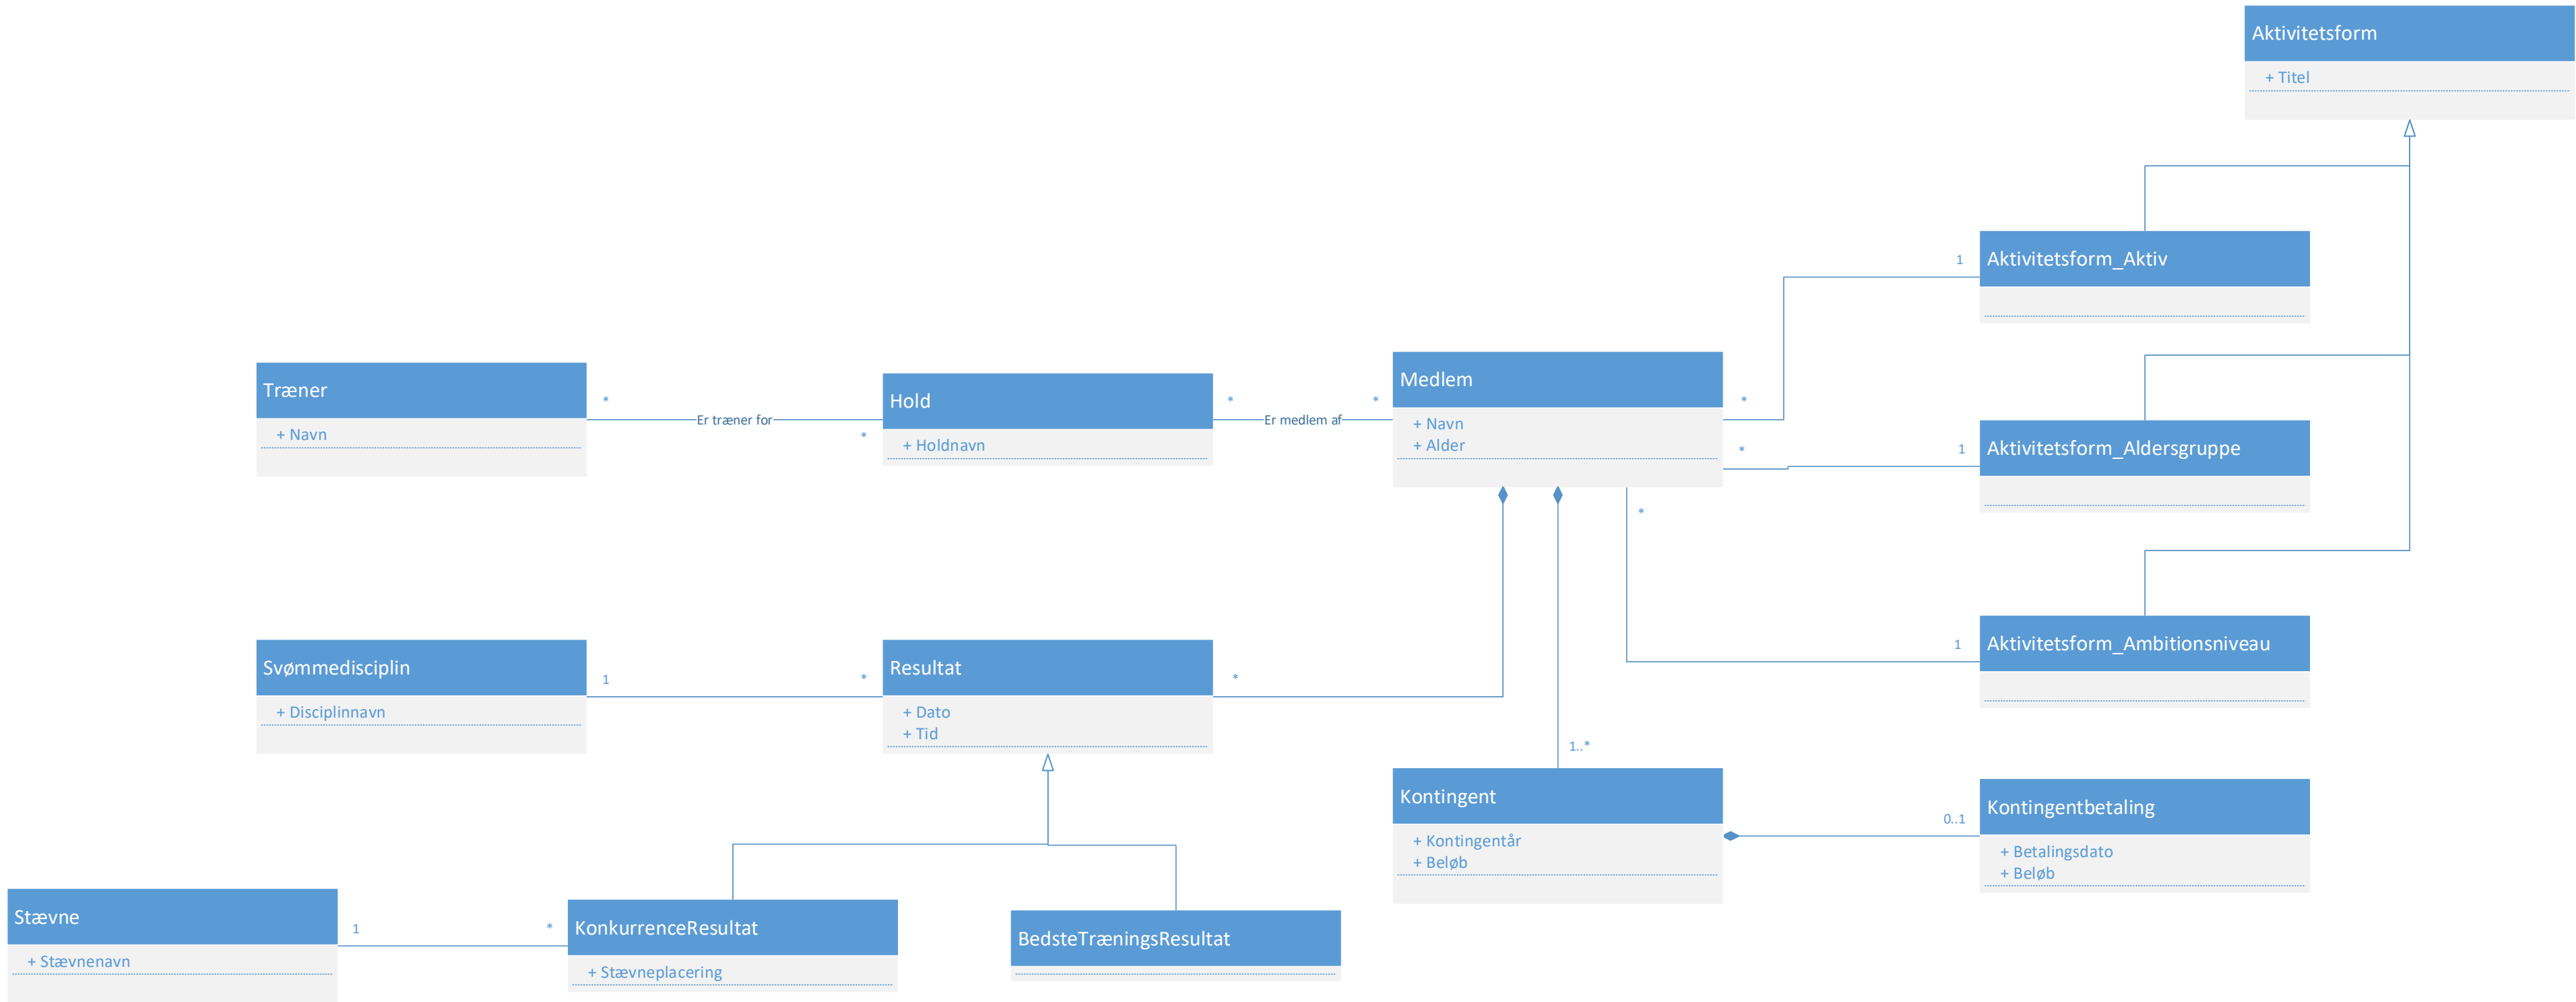 Aktivitetsform
+ Titel
Aktivitetsform_Aktiv
1
Træner
+ Navn
*
Er træner for
*
Hold
+ Holdnavn
*
Er medlem af
*
Medlem
+ Navn
+ Alder
*
*
*
1
Aktivitetsform_Aldersgruppe
1
Aktivitetsform_Ambitionsniveau
Svømmedisciplin
+ Disciplinnavn
1
*
Resultat
+ Dato
+ Tid
*
1..*
Kontingent
+ Kontingentår
+ Beløb
0..1
Kontingentbetaling
+ Betalingsdato
+ Beløb
Stævne
+ Stævnenavn
1
*
KonkurrenceResultat
+ Stævneplacering
BedsteTræningsResultat